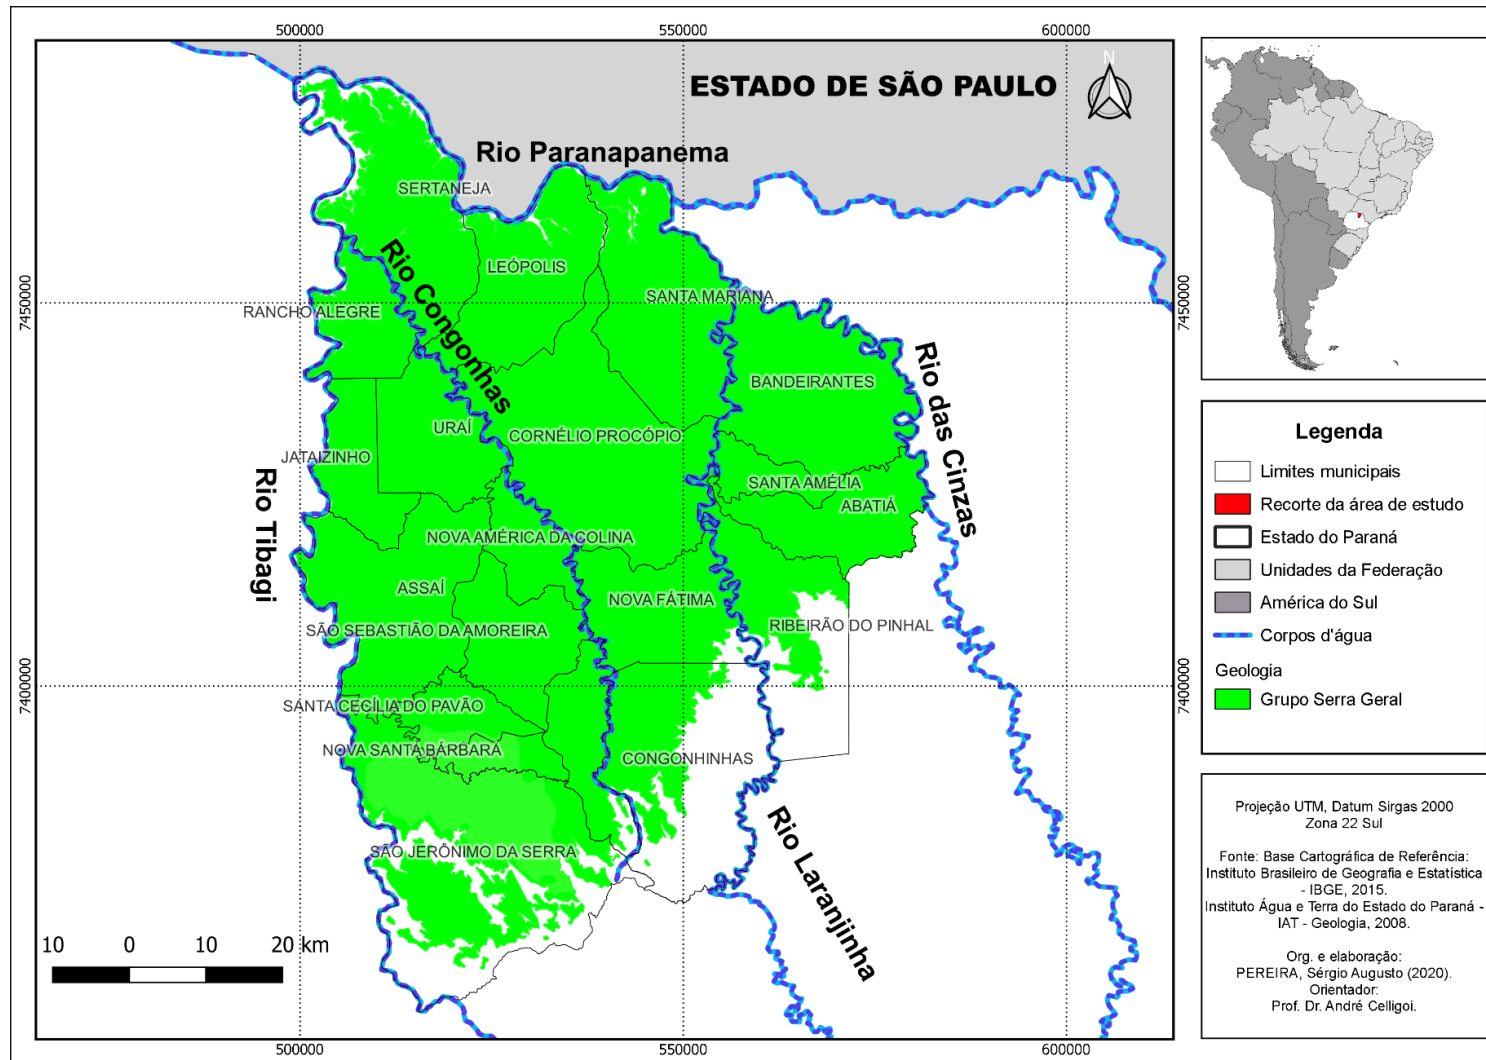 500000
550000
600000
ESTADO DE SÃO PAULO
N
Rio Paranapanema
SERTANEJA
Rio Congonhas
LEÓPOLIS
SANTA MARIANA
7450000
7450000
RANCHO ALEGRE
Rio das Cinzas
BANDEIRANTES
URAÍ
CORNÉLIO PROCÓPIO
JATAIZINHO
Rio Tibagi
SANTA AMÉLIA
ABATIÁ
NOVA AMÉRICA DA COLINA
ASSAÍ
NOVA FÁTIMA
RIBEIRÃO DO PINHAL
SÃO SEBASTIÃO DA AMOREIRA
7400000
7400000
SANTA CECÍLIA DO PAVÃO
NOVA SANTA BÁRBARA
CONGONHINHAS
Rio Laranjinha
SÃO JERÔNIMO DA SERRA
10 0 10 20 km
500000
550000
600000
Legenda
Limites municipais
Recorte da área de estudo
Estado do Paraná
Unidades da Federação
América do Sul
Corpos d'água
Geologia
Grupo Serra Geral
Projeção UTM, Datum Sirgas 2000
Zona 22 Sul
Fonte: Base Cartográfica de Referência:
Instituto Brasileiro de Geografia e Estatística
- IBGE, 2015.
Instituto Água e Terra do Estado do Paraná -
IAT - Geologia, 2008.
Org. e elaboração:
PEREIRA, Sérgio Augusto (2020).
Orientador:
Prof. Dr. André Celligoi.